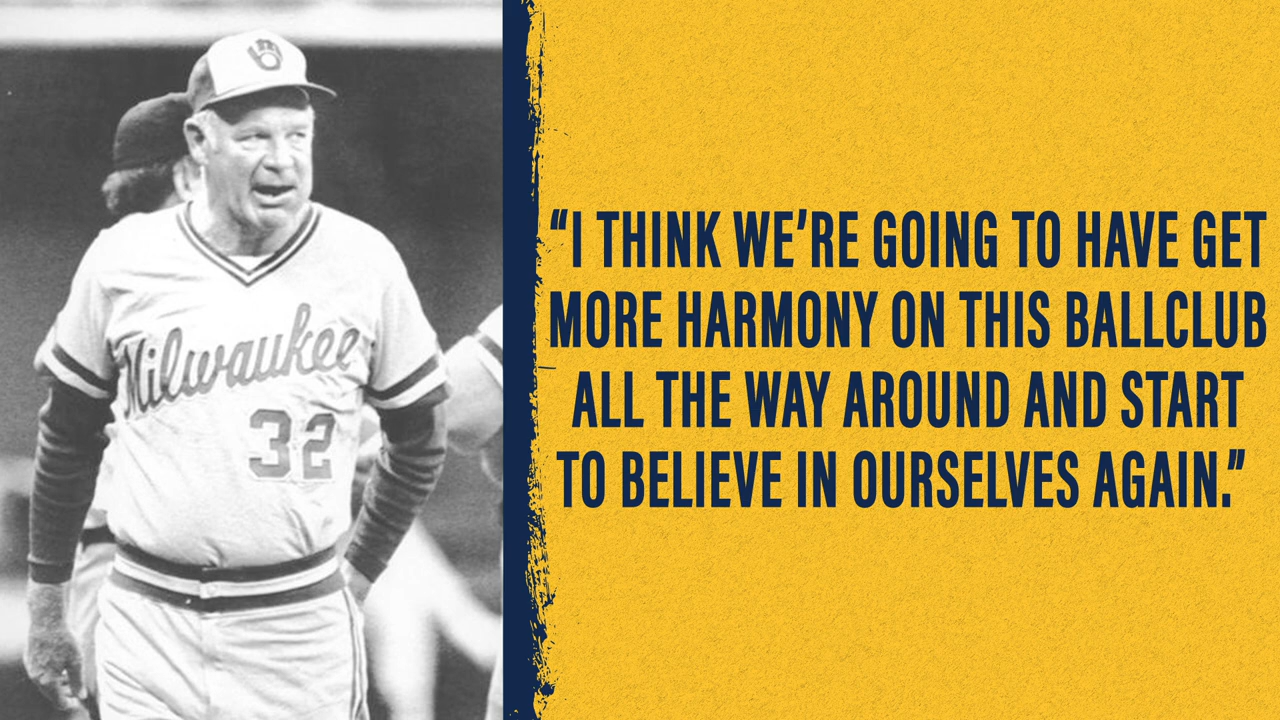 Milwaukee
32
“I THINK WE’RE GOING TO HAVE GET
MORE HARMONY ON THIS BALLCLUB
ALL THE WAY AROUND AND START
TO BELIEVE IN OURSELVES AGAIN.”